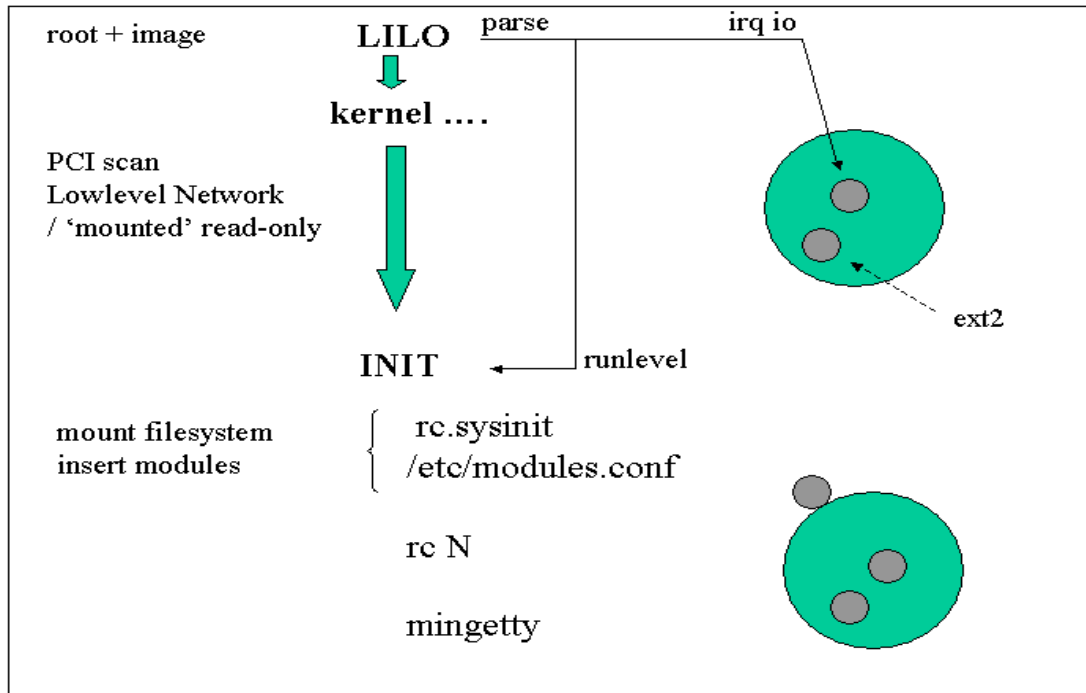 root + image
LILO
parse
irq io
kernel ….
PCI scan
Lowlevel Network
/ ‘mounted’ read-only
ext2
INIT
runlevel
mount filesystem
insert modules
rc.sysinit
/etc/modules.conf
rc N
mingetty